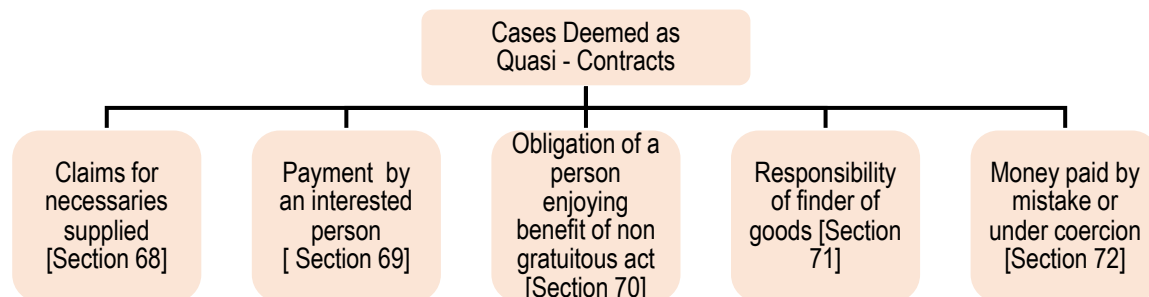 Cases Deemed as
Quasi - Contracts
Claims for
necessaries
supplied
[Section 68]
Payment by
an interested
person
[ Section 69]
Obligation of a
person
enjoying
benefit of non
gratuitous act
[Section 70]
Responsibility
of finder of
goods [Section
71]
Money paid by
mistake or
under coercion
[Section 72]